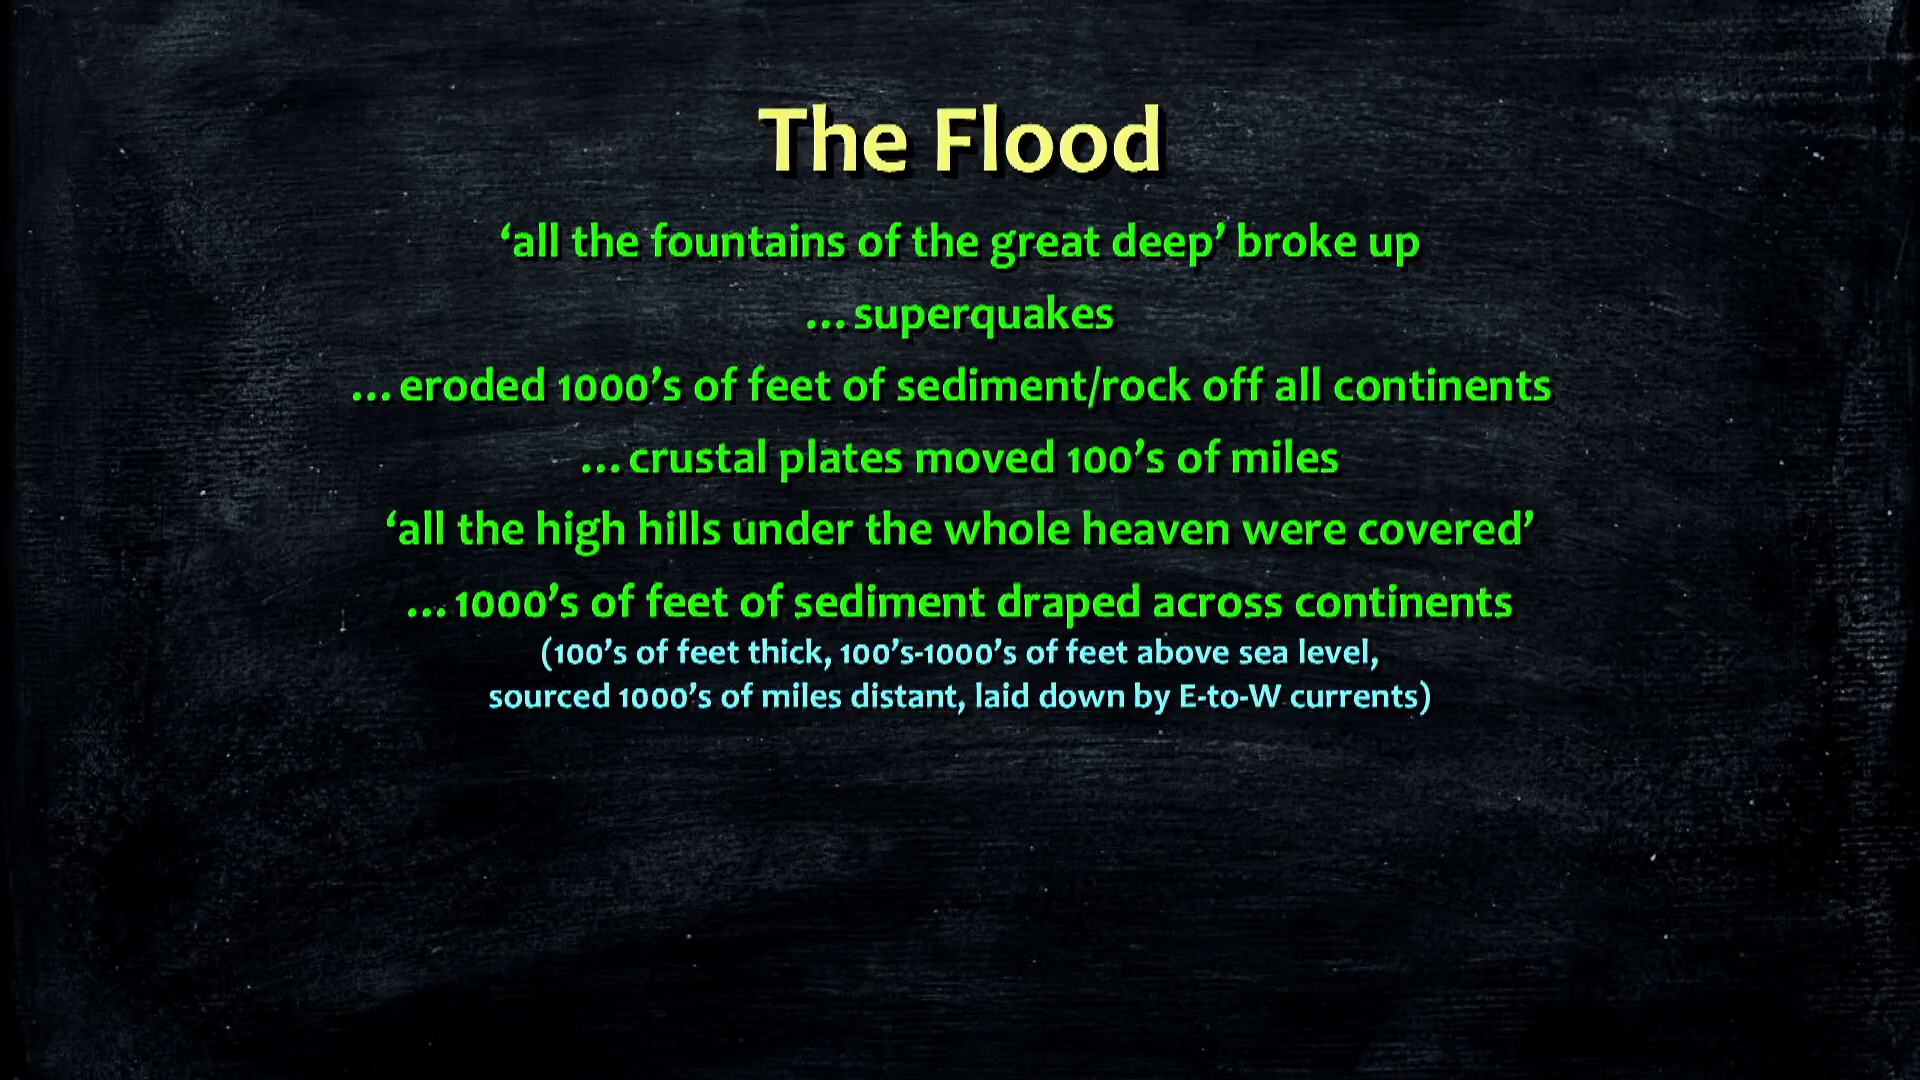 The Flood
‘all the fountains of the great deep’ broke up
…superquakes
…eroded 1000’s of feet of sediment/rock off all continents
…crustal plates moved 100’s of miles
‘all the high hills under the whole heaven were covered’
…1000’s of feet of sediment draped across continents
(100’s of feet thick, 100’s-1000’s of feet above sea level,
sourced 1000’s of miles distant, laid down by E-to-W currents)